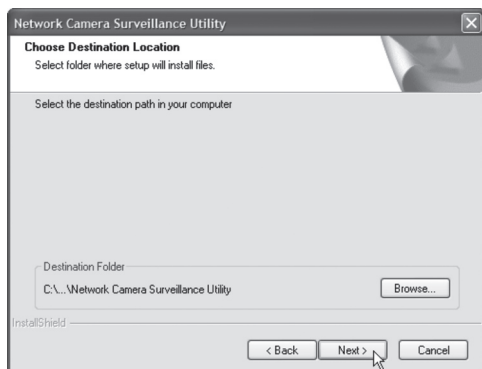 Network Camera Surveillance Utility
Choose Destination Location
Select folder where setup will install files.
Select the destination path in your computer
Destination Folder
C:\...\Network Camera Surveillance Utility
Browse...
InstallShield
< Back Next > Cancel